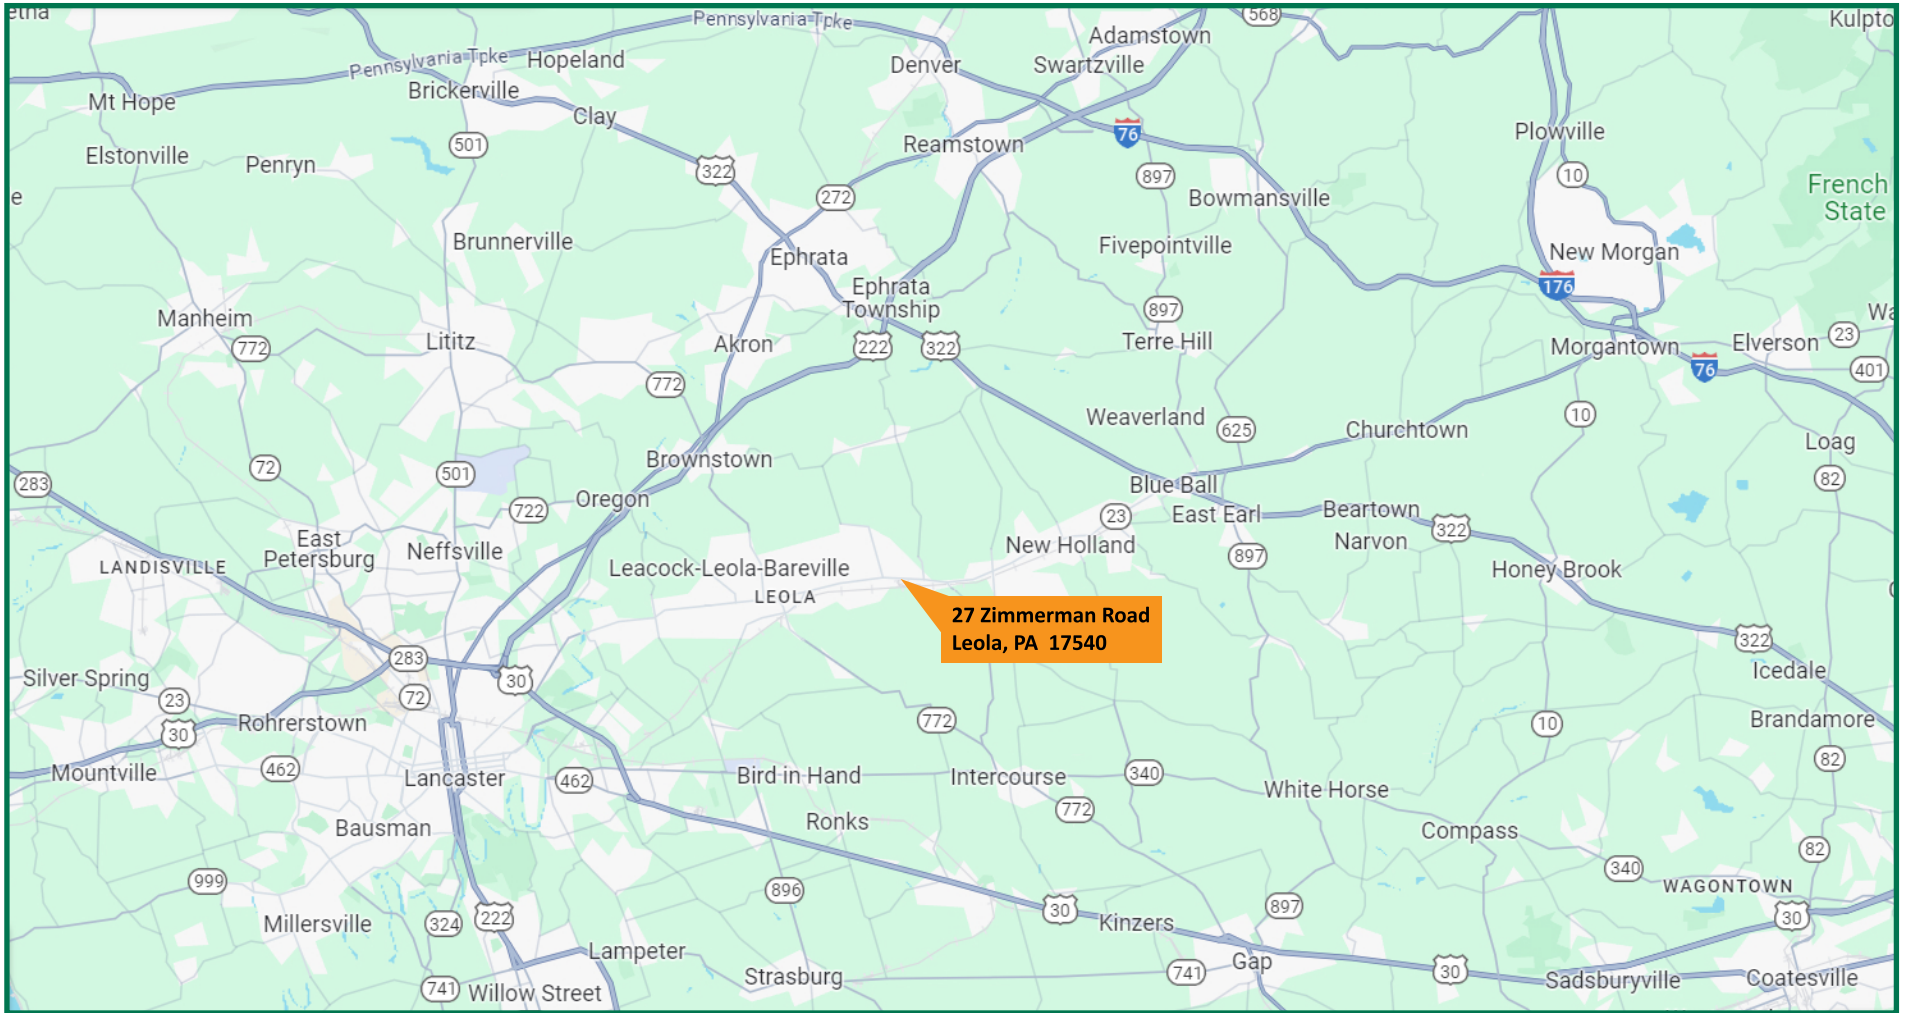 etna
Pennsylvania Tpke
568
Kulpto
Adamstown
Pennsylvania Tpke
Hopeland
Denver
Swartzville
Brickerville
Mt Hope
Clay
76
Plowville
501
Reamstown
Elstonville
Penryn
322
897
10
272
Bowmansville
French
State
e
Brunnerville
Fivepointville
Ephrata
New Morgan
Ephrata
Township
176
897
Manheim
Wa
Lititz
772
Akron
222
322
Terre Hill
Morgantown
Elverson
23
76
401
772
Weaverland
625
10
Churchtown
Loag
Brownstown
72
501
283
Blue Ball
82
Oregon
722
23
East Earl
Beartown
322
East
Petersburg
Neffsville
New Holland
Narvon
897
LANDISVILLE
Leacock-Leola-Bareville
Honey Brook
LEOLA
27 Zimmerman Road
Leola, PA 17540
322
283
30
Silver Spring
Icedale
23
72
Rohrerstown
772
10
Brandamore
30
Mountville
462
Lancaster
462
Bird in Hand
Intercourse
340
82
White Horse
772
Bausman
Ronks
Compass
82
999
896
340
WAGONTOWN
30
897
30
Millersville
324
222
Kinzers
Lampeter
Strasburg
741
Gap
30
Sadsburyville
Coatesville
741
Willow Street